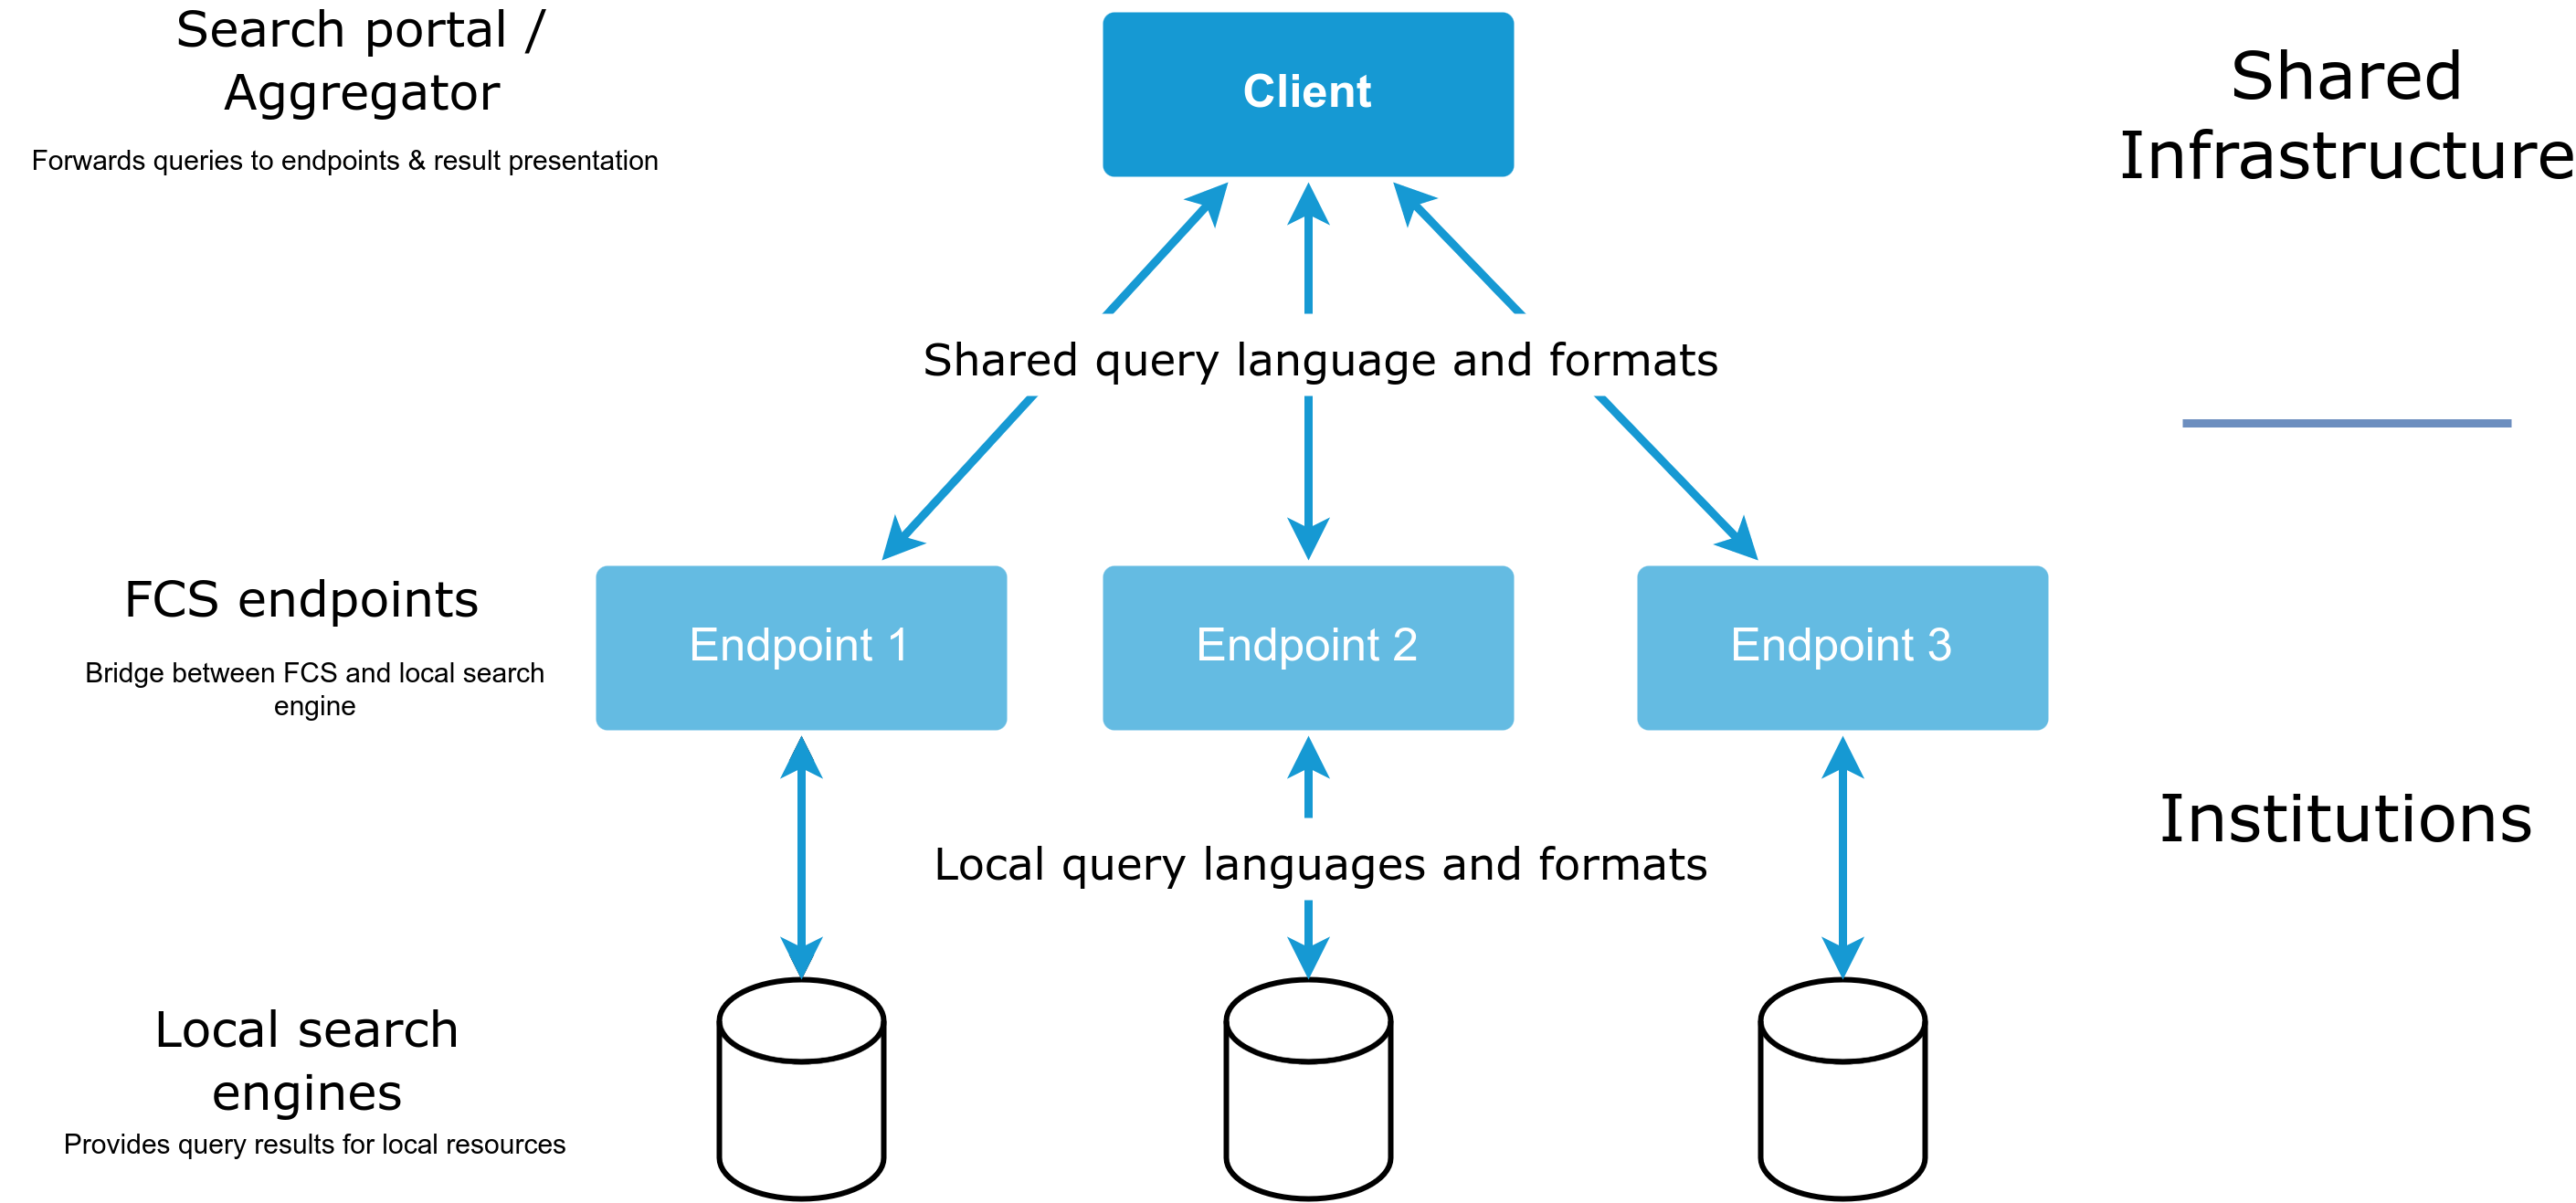 Search portal /
Aggregator
Forwards queries to endpoints & result presentation
Client
Shared
Infrastructure
Shared query language and formats
FCS endpoints
Bridge between FCS and local search
engine
Endpoint 1
Endpoint 2
Endpoint 3
Institutions
Local query languages and formats
Local search
engines
Provides query results for local resources